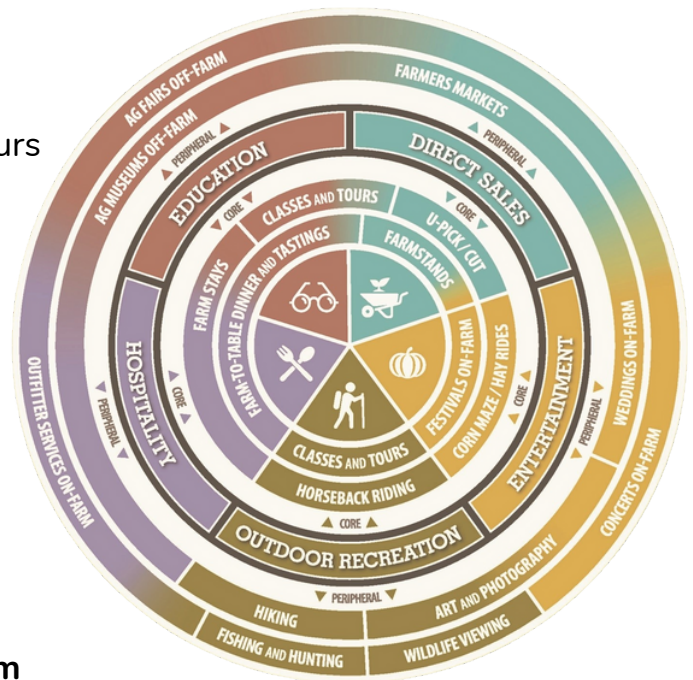 urs
AG FAIRS OFF-FARM
FARMERS MARKETS
AG MUSEUMS OFF-FARM
PERIPHERAL
PERIPHERAL
EDUCATION
DIRECT SALES
CORE
CORE
CLASSES AND TOURS
U-PICK / CUT
FARM STAYS
FARM-TO-TABLE DINNER AND TASTINGS
FARMSTANDS
FESTIVALS ON-FARM
CORN MAZE / HAY RIDES
WEDDINGS ON-FARM
OUTFITTER SERVICES ON-FARM
HOSPITALITY
CORE
CORE
ENTERTAINMENT
PERIPHERAL
PERIPHERAL
CONCERTS ON-FARM
CLASSES AND TOURS
HORSEBACK RIDING
CORE
OUTDOOR RECREATION
PERIPHERAL
HIKING
ART AND PHOTOGRAPHY
FISHING AND HUNTING
WILDLIFE VIEWING
m